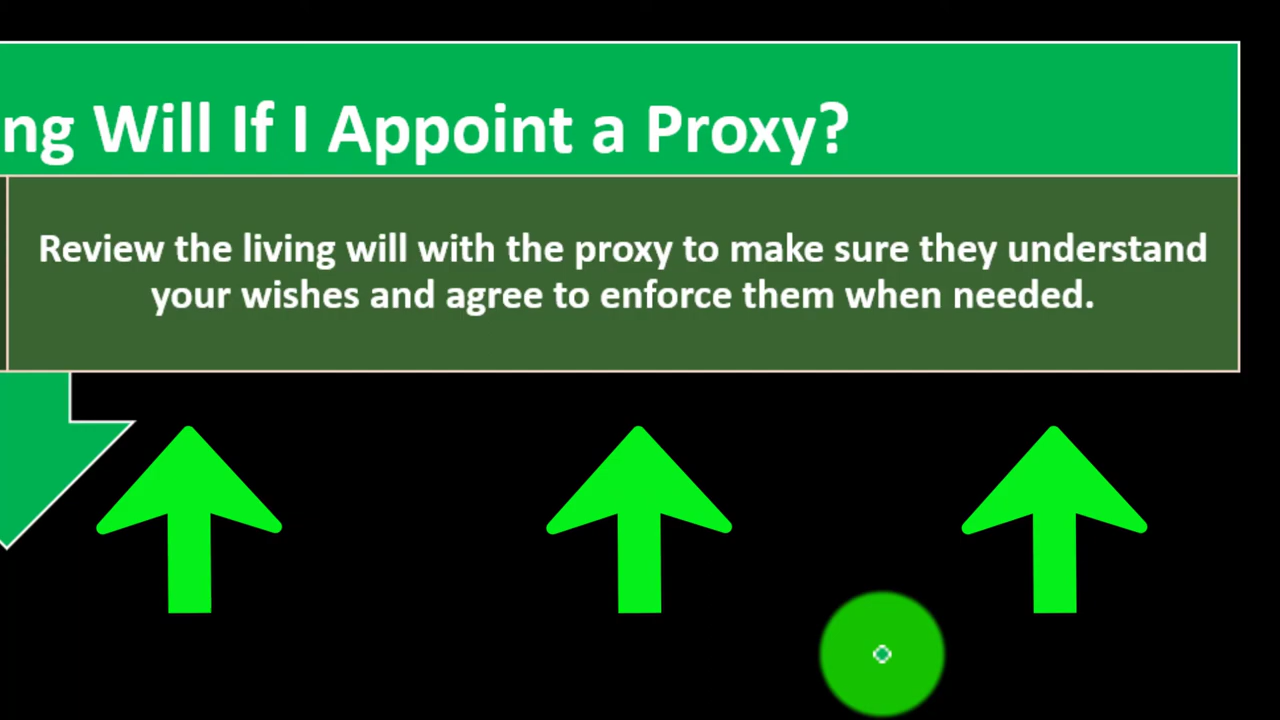 ng Will If I Appoint a Proxy?
Review the living will with the proxy to make sure they understand
your wishes and agree to enforce them when needed.